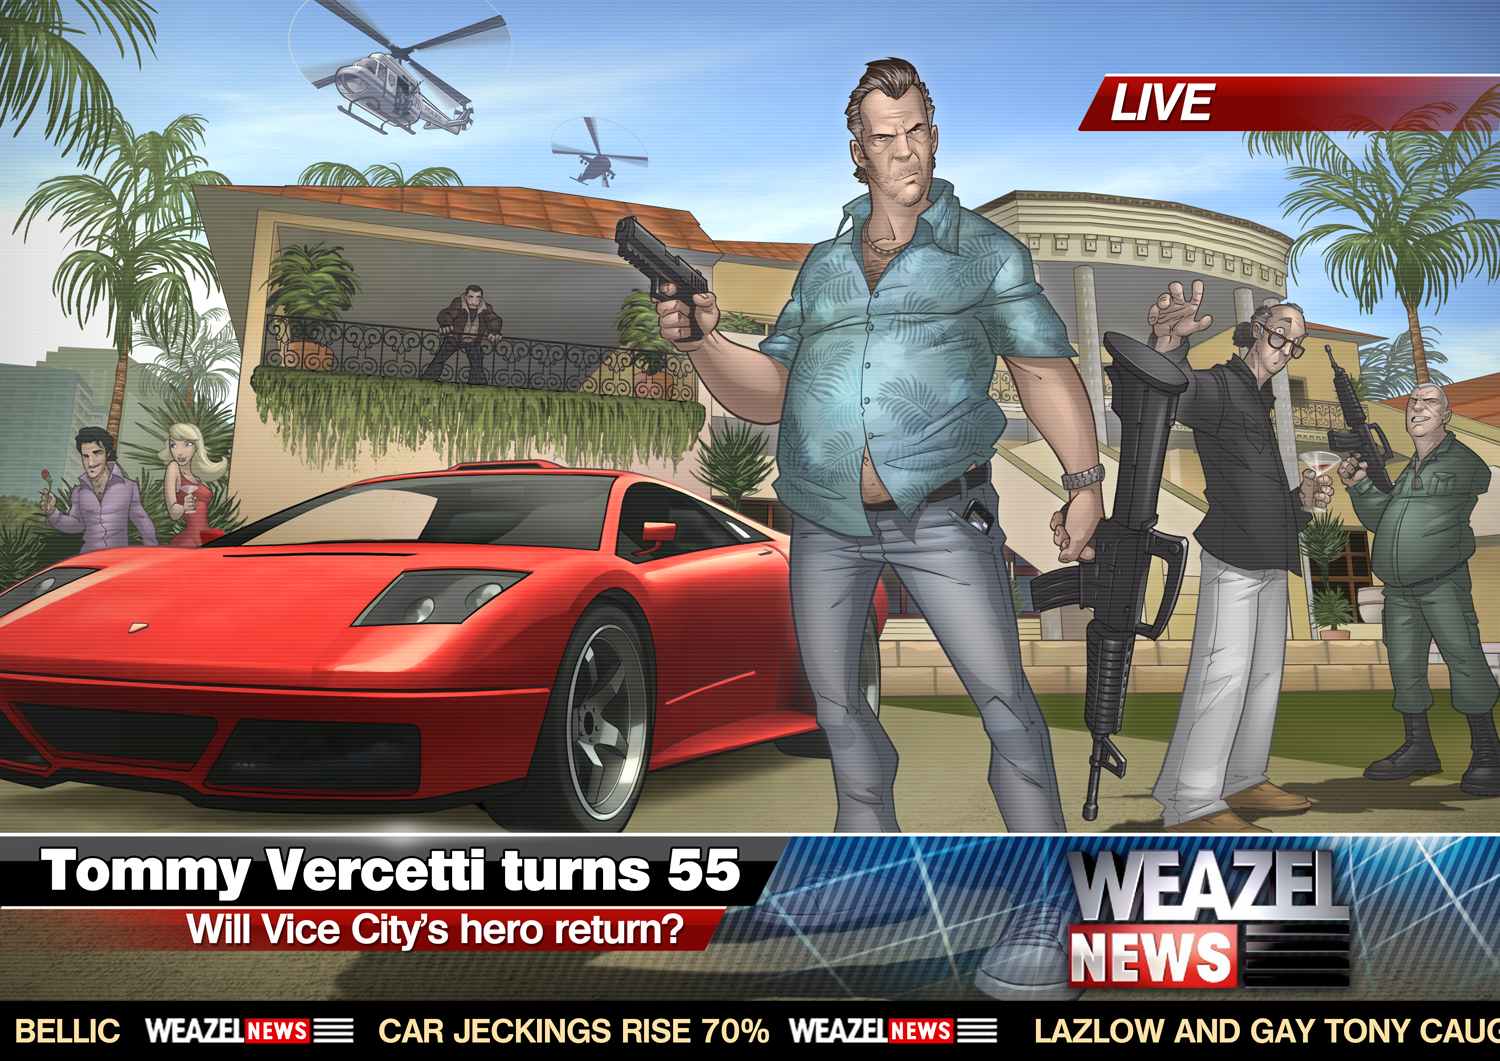 LIVE
Tommy Vercetti turns 55
Will Vice City's hero return?
WEAZEL
NEWS
BELLIC WEAZEL NEWS CAR JECKINGS RISE 70% WEAZEL NEWS LAZLOW AND GAY TONY CAUG